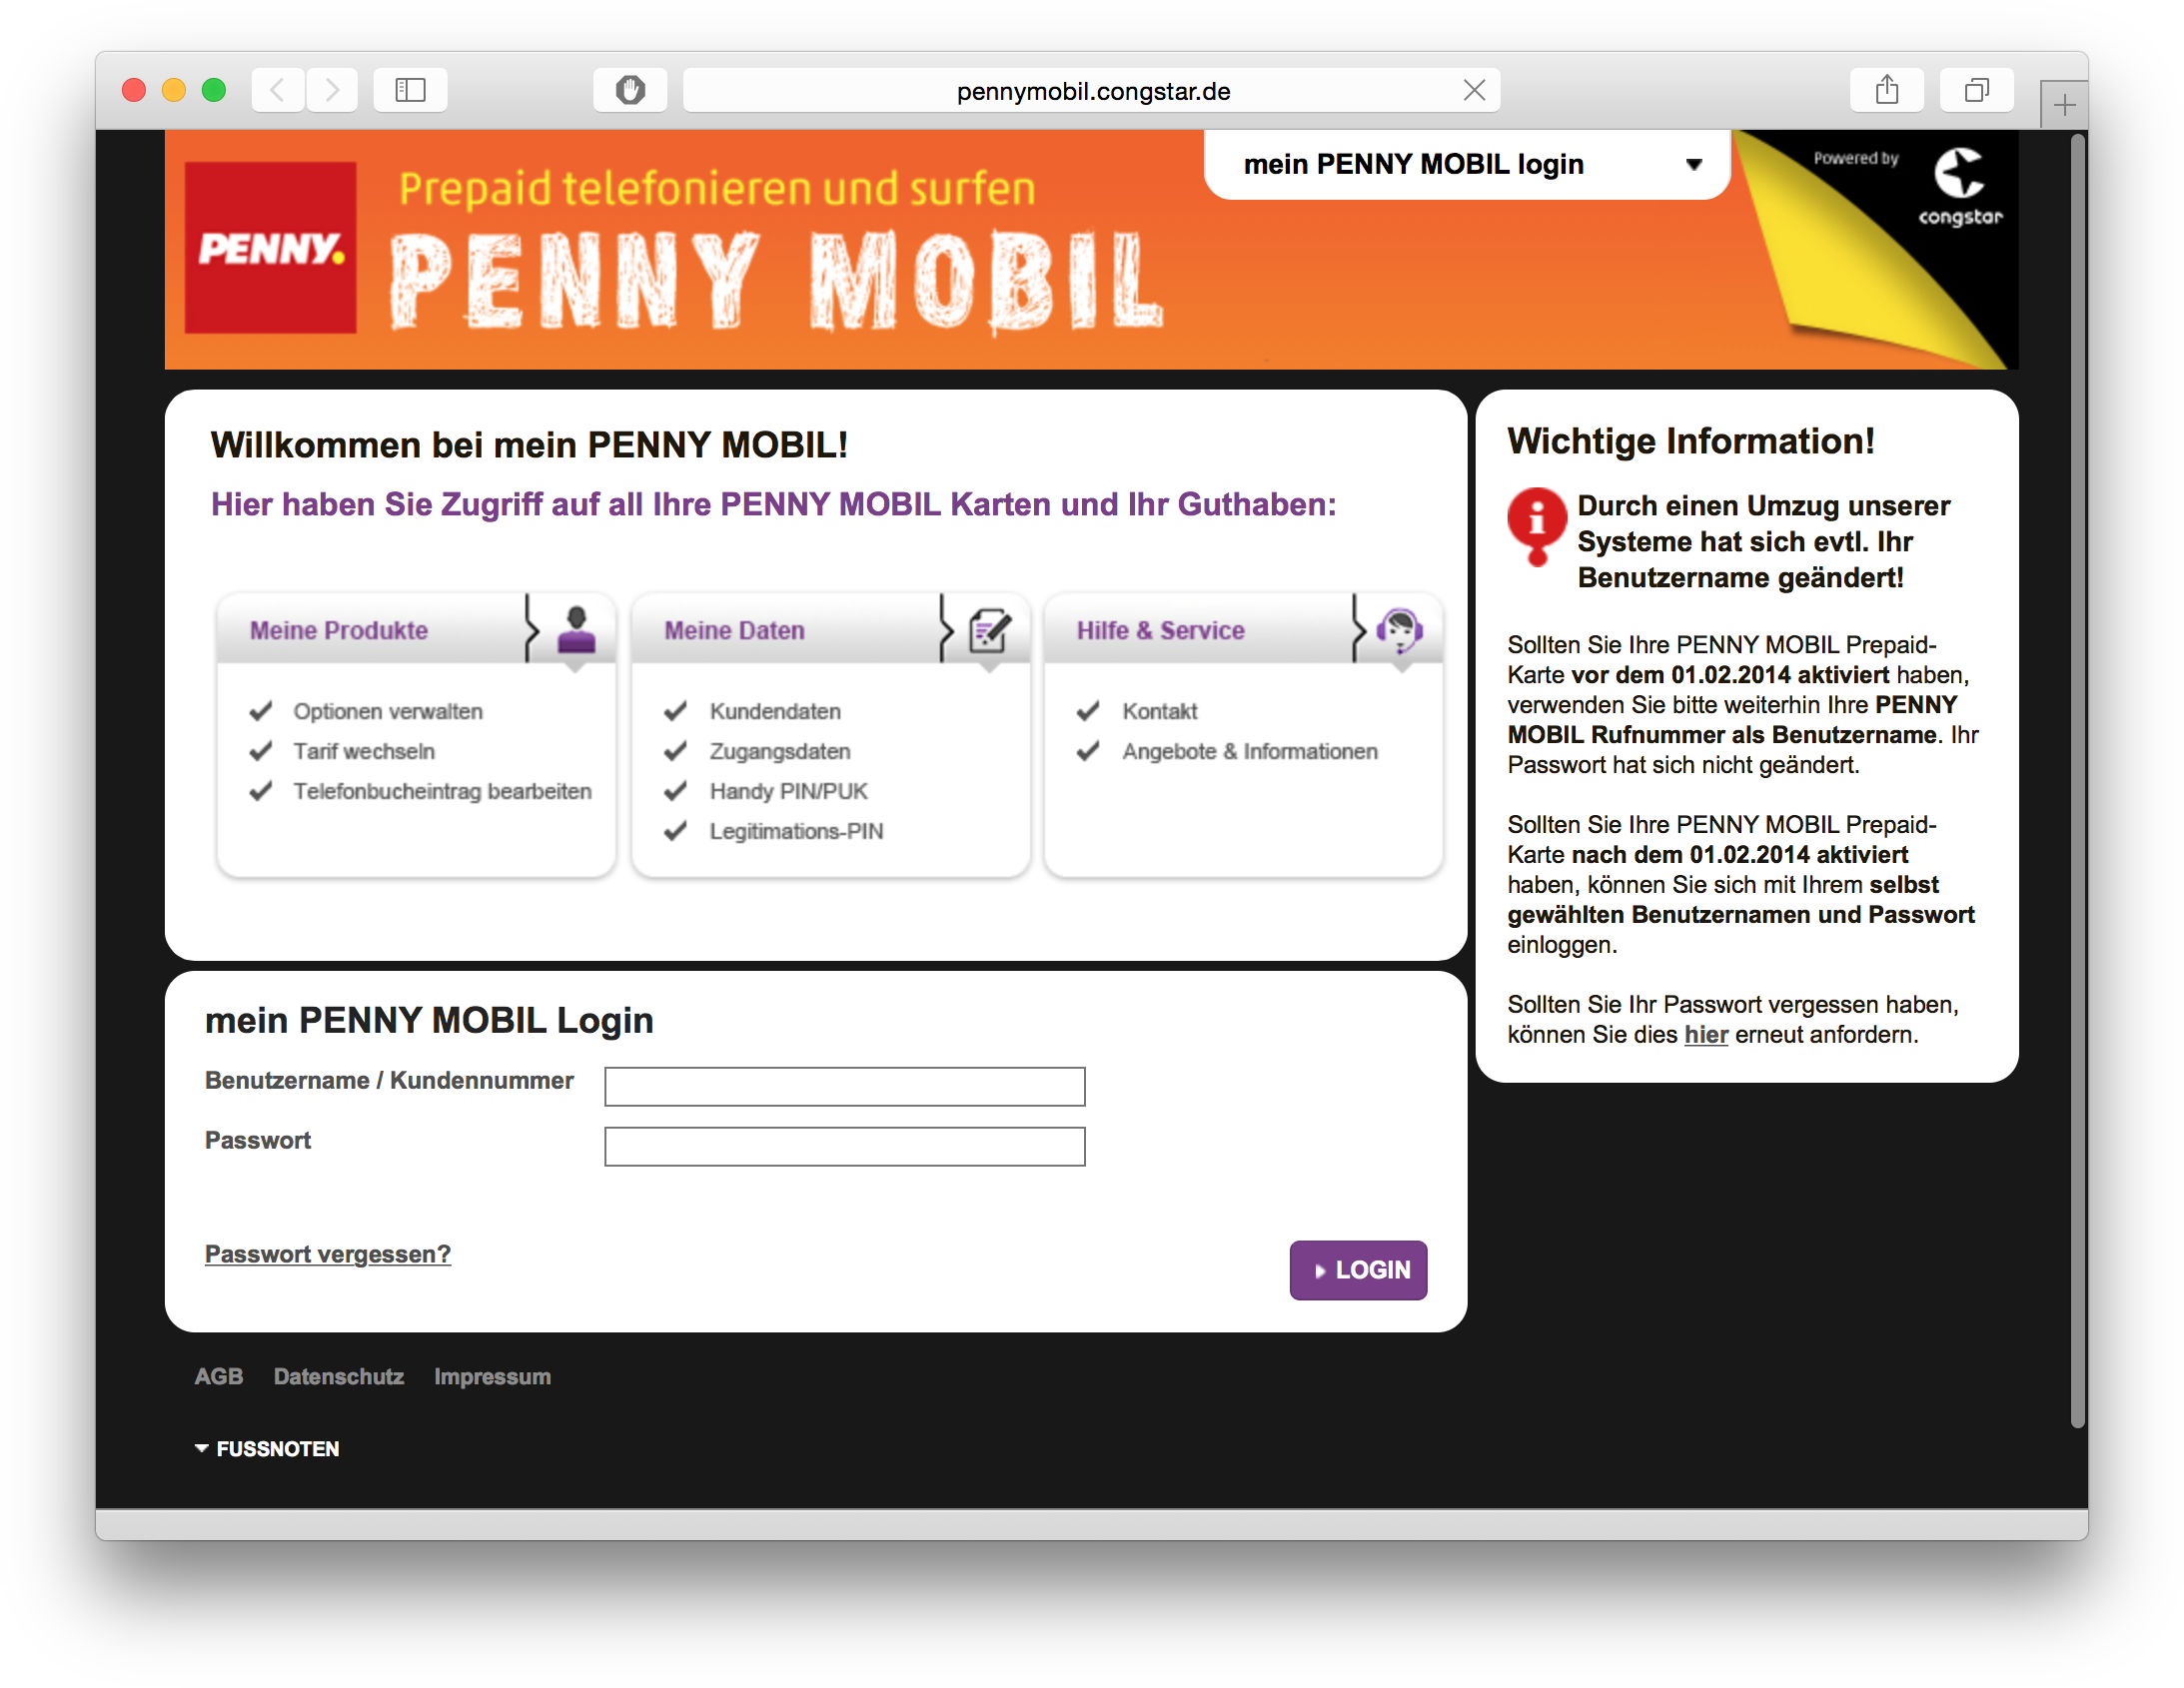 pennymobil.congstar.de
PENNY.
Prepaid telefonieren und surfen
PENNY MOBIL
mein PENNY MOBIL login
Powered by
congstar
Willkommen bei mein PENNY MOBIL!
Hier haben Sie Zugriff auf all Ihre PENNY MOBIL Karten und Ihr Guthaben:
Meine Produkte
Optionen verwalten
Tarif wechseln
Telefonbucheintrag bearbeiten
Meine Daten
Kundendaten
Zugangsdaten
Handy PIN/PUK
Legitimations-PIN
Hilfe & Service
Kontakt
Angebote & Informationen
Wichtige Information!
Durch einen Umzug unserer
Systeme hat sich evtl. Ihr
Benutzername geändert!
Sollten Sie Ihre PENNY MOBIL Prepaid-
Karte vor dem 01.02.2014 aktiviert haben,
verwenden Sie bitte weiterhin Ihre PENNY
MOBIL Rufnummer als Benutzername. Ihr
Passwort hat sich nicht geändert.
Sollten Sie Ihre PENNY MOBIL Prepaid-
Karte nach dem 01.02.2014 aktiviert
haben, können Sie sich mit Ihrem selbst
gewählten Benutzernamen und Passwort
einloggen.
Sollten Sie Ihr Passwort vergessen haben,
können Sie dies hier erneut anfordern.
mein PENNY MOBIL Login
Benutzername / Kundennummer
Passwort
Passwort vergessen?
LOGIN
AGB Datenschutz Impressum
FUSSNOTEN